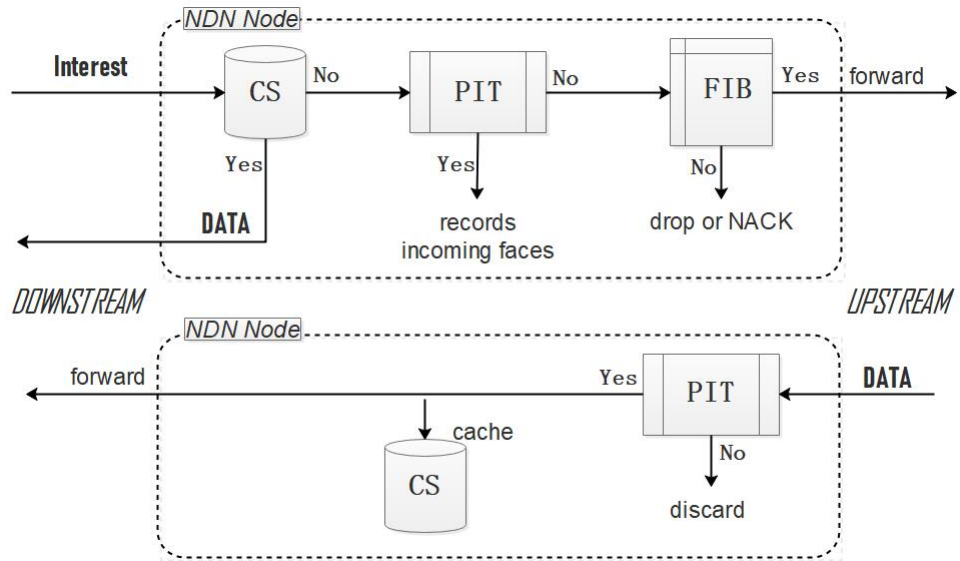 NDN Node
Interest
CS
No
PIT
No
FIB
Yes
forward
Yes
Yes
No
DATA
records
incoming faces
drop or NACK
DOWNSTREAM
UPSTREAM
NDN Node
forward
Yes
PIT
DATA
cache
No
CS
discard